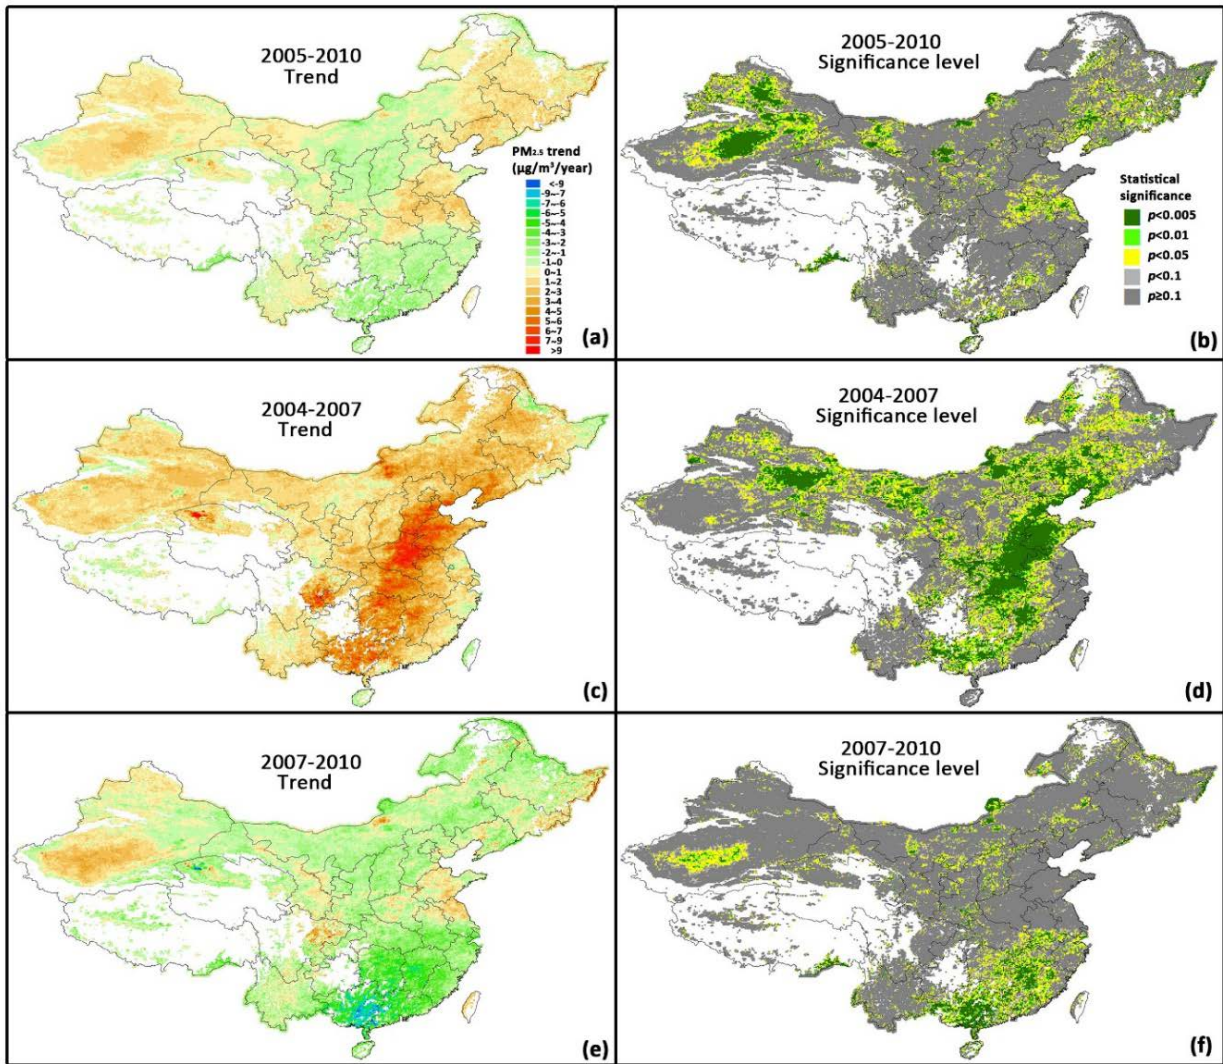 2005-2010
Trend
PM2.5 trend
(µg/m³/year)
<-9
-9~-7
-7~-6
-6~-5
-5~-4
-4~-3
-3~-2
-2~-1
-1~0
0~1
1~2
2~3
3~4
4~5
5~6
6~7
7~9
>9
(a)
2005-2010
Significance level
Statistical
significance
p<0.005
p<0.01
p<0.05
p<0.1
p≥0.1
(b)
2004-2007
Trend
(c)
2004-2007
Significance level
(d)
2007-2010
Trend
(e)
2007-2010
Significance level
(f)